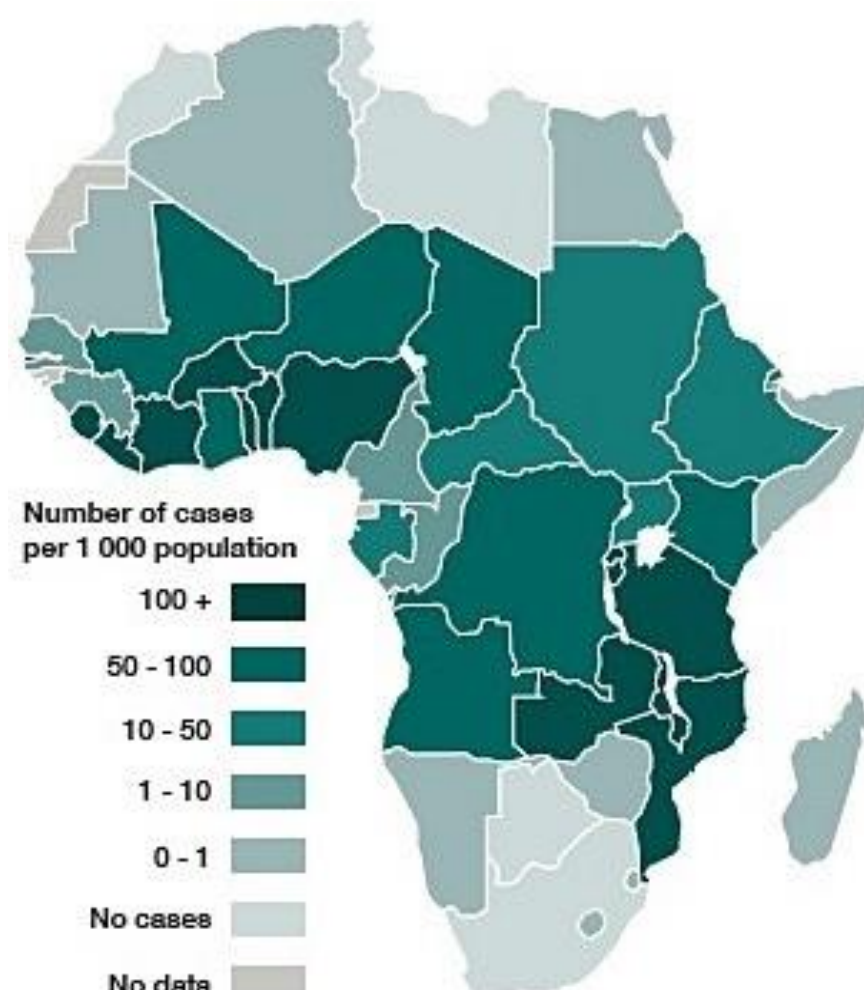 Number of cases
per 1 000 population
100 +
50 - 100
10 - 50
1 - 10
0 - 1
No cases
No data